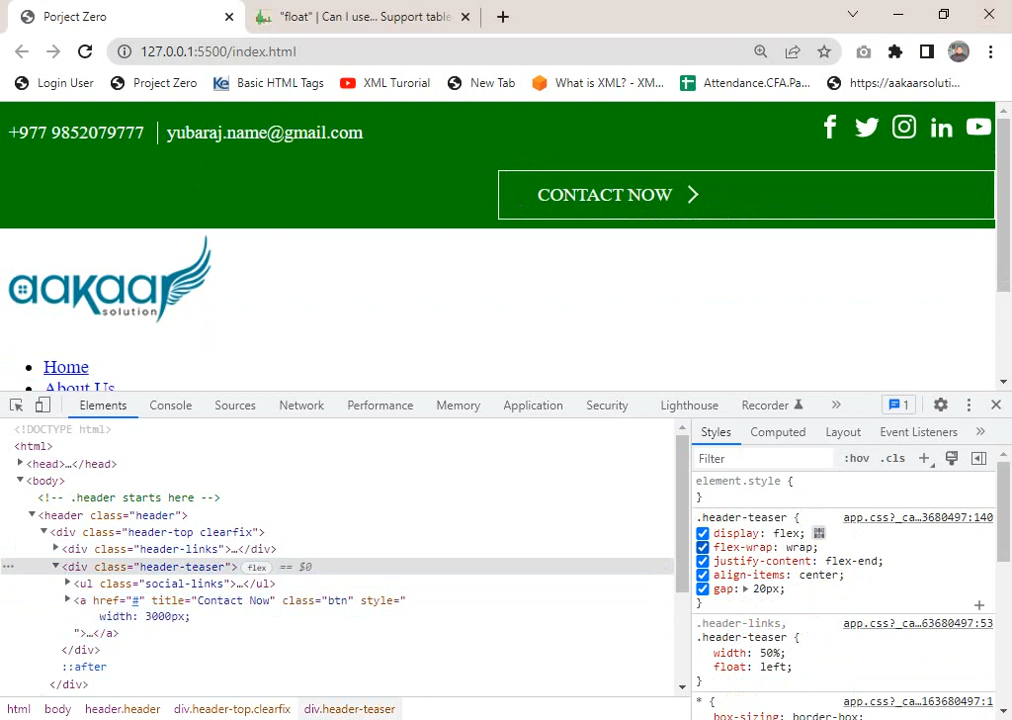 Porject Zero
"float" | Can I use... Support table
127.0.0.1:5500/index.html
Login User
Project Zero
Ke Basic HTML Tags
XML Turorial
New Tab
What is XML? - XM...
Attendance.CFA.Pa...
https://aakaarsoluti...
+977 9852079777
yubaraj.name@gmail.com
CONTACT NOW
aakaar
solution
Home
About Us
Elements
Console
Sources
Network
Performance
Memory
Application
Security
Lighthouse
Recorder
1
<!DOCTYPE html>
<html>
<head>…</head>
<body>
<!-- .header starts here -->
<header class="header">
<div class="header-top clearfix">
<div class="header-links">…</div>
<div class="header-teaser"> flex == $0
<ul class="social-links">…</ul>
<a href="#" title="Contact Now" class="btn" style="
width: 3000px;
">…</a>
</div>
::after
</div>
html body header.header div.header-top.clearfix div.header-teaser
Styles
Computed
Layout
Event Listeners
Filter
:hov .cls
element.style {
}
.header-teaser { app.css?_ca…3680497:140
display: flex;
flex-wrap: wrap;
justify-content: flex-end;
align-items: center;
gap: 20px;
}
.header-links, app.css?_ca…63680497:53
.header-teaser {
width: 50%;
float: left;
}
* { app.css?_ca…163680497:1
box-sizing: border-box;